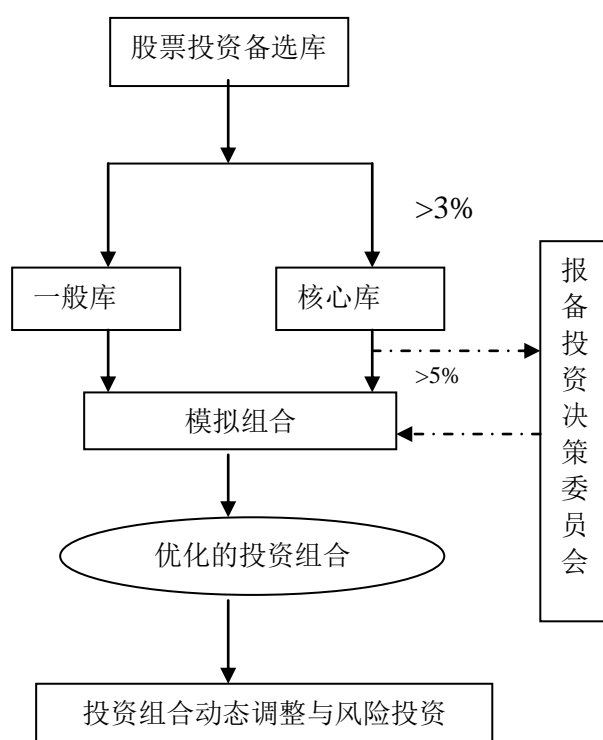 股票投资备选库
>3%
一般库
核心库
报备投资决策委员会
>5%
模拟组合
优化的投资组合
投资组合动态调整与风险投资